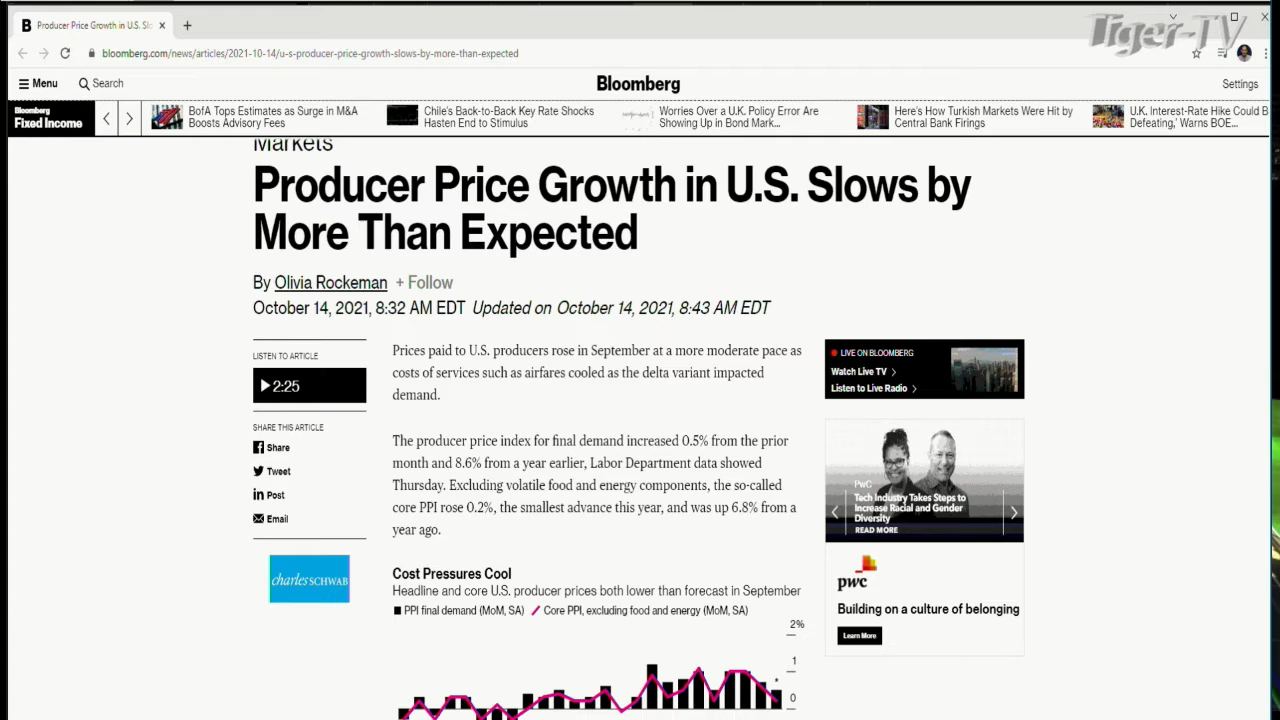 Producer Price Growth in U.S. Slo
Tiger-TV
bloomberg.com/news/articles/2021-10-14/u-s-producer-price-growth-slows-by-more-than-expected
Menu
Search
Bloomberg
Settings
Bloomberg
Fixed Income
BofA Tops Estimates as Surge in M&A
Boosts Advisory Fees
Chile's Back-to-Back Key Rate Shocks
Hasten End to Stimulus
Worries Over a U.K. Policy Error Are
Showing Up in Bond Mark...
Here's How Turkish Markets Were Hit by
Central Bank Firings
U.K. Interest-Rate Hike Could B
Defeating,' Warns BOE...
Markets
Producer Price Growth in U.S. Slows by
More Than Expected
By Olivia Rockeman + Follow
October 14, 2021, 8:32 AM EDT Updated on October 14, 2021, 8:43 AM EDT
LISTEN TO ARTICLE
2:25
SHARE THIS ARTICLE
Share
Tweet
in Post
Email
charles SCHWAB
Prices paid to U.S. producers rose in September at a more moderate pace as
costs of services such as airfares cooled as the delta variant impacted
demand.
The producer price index for final demand increased 0.5% from the prior
month and 8.6% from a year earlier, Labor Department data showed
Thursday. Excluding volatile food and energy components, the so-called
core PPI rose 0.2%, the smallest advance this year, and was up 6.8% from a
year ago.
Cost Pressures Cool
Headline and core U.S. producer prices both lower than forecast in September
PPI final demand (MoM, SA) Core PPI, excluding food and energy (MoM, SA)
2%
1
0
LIVE ON BLOOMBERG
Watch Live TV
Listen to Live Radio
PwC
Tech Industry Takes Steps to
Increase Racial and Gender
Diversity
READ MORE
pwc
Building on a culture of belonging
Learn More